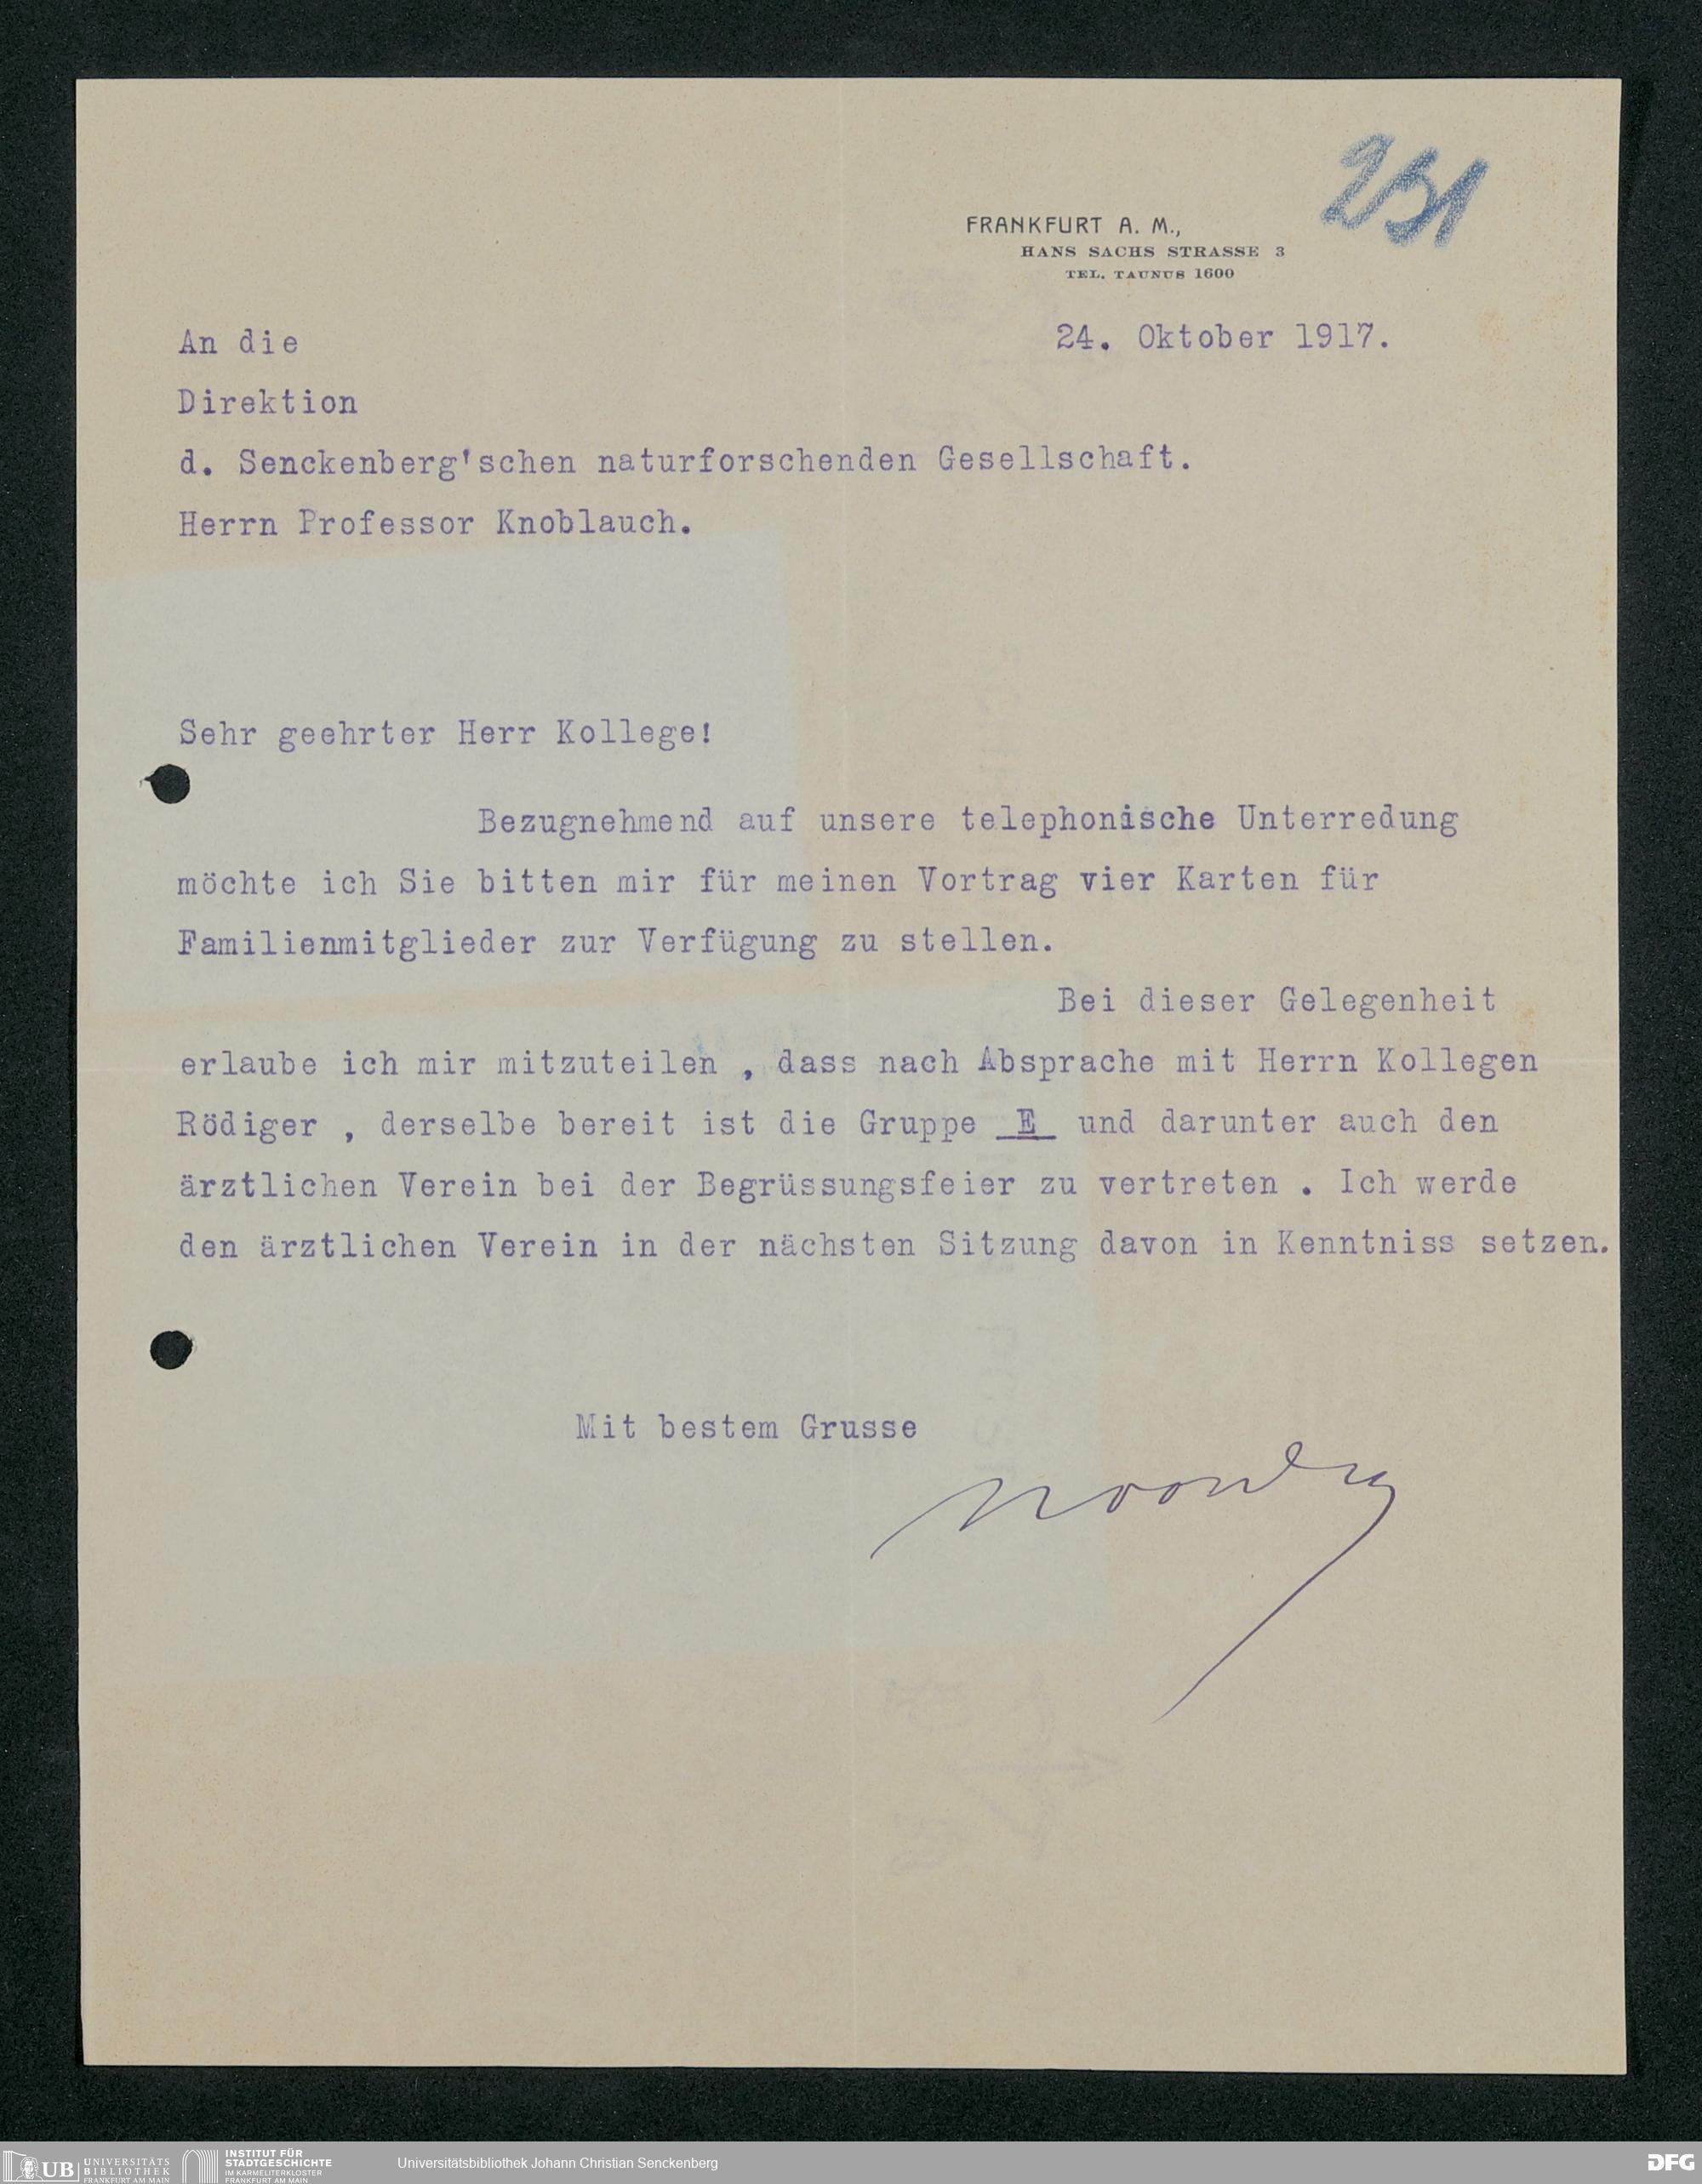 231
FRANKFURT A. M.,
HANS SACHS STRASSE 3
TEL. TAUNUS 1600
24. Oktober 1917.
An die
Direktion
d. Senckenberg'schen naturforschenden Gesellschaft.
Herrn Professor Knoblauch.
Sehr geehrter Herr Kollege!
Bezugnehmend auf unsere telephonische Unterredung
möchte ich Sie bitten mir für meinen Vortrag vier Karten für
Familienmitglieder zur Verfügung zu stellen.
Bei dieser Gelegenheit
erlaube ich mir mitzuteilen , dass nach Absprache mit Herrn Kollegen
Rödiger , derselbe bereit ist die Gruppe E und darunter auch den
ärztlichen Verein bei der Begrüssungsfeier zu vertreten . Ich werde
den ärztlichen Verein in der nächsten Sitzung davon in Kenntniss setzen.
Mit bestem Grusse
Noorden
UB UNIVERSITÄTS
BIBLIOTHEK
FRANKFURT AM MAIN
INSTITUT FÜR
STADTGESCHICHTE
IM KARMELITERKLOSTER
FRANKFURT AM MAIN
Universitätsbibliothek Johann Christian Senckenberg
DFG